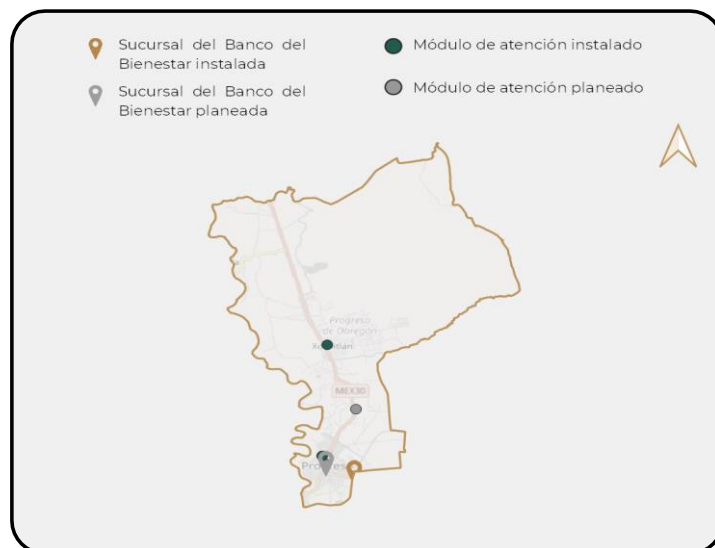 Sucursal del Banco del
Bienestar instalada
Sucursal del Banco del
Bienestar planeada
Módulo de atención instalado
Módulo de atención planeado
Progreso
de Obregón
MEX30